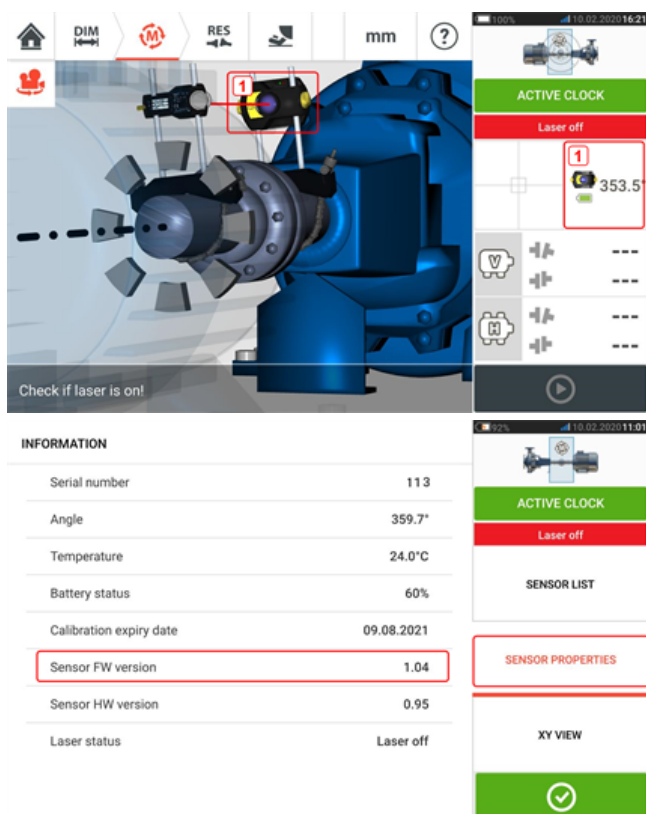 DIM
M
RES
mm
?
100%
10.02.2020 16:21
1
ACTIVE CLOCK
Laser off
1
353.5°
V
---
---
H
---
---
Check if laser is on!
INFORMATION
92%
10.02.2020 11:01
Serial number 113
Angle 359.7°
Temperature 24.0°C
Battery status 60%
Calibration expiry date 09.08.2021
Sensor FW version 1.04
Sensor HW version 0.95
Laser status Laser off
ACTIVE CLOCK
Laser off
SENSOR LIST
SENSOR PROPERTIES
XY VIEW